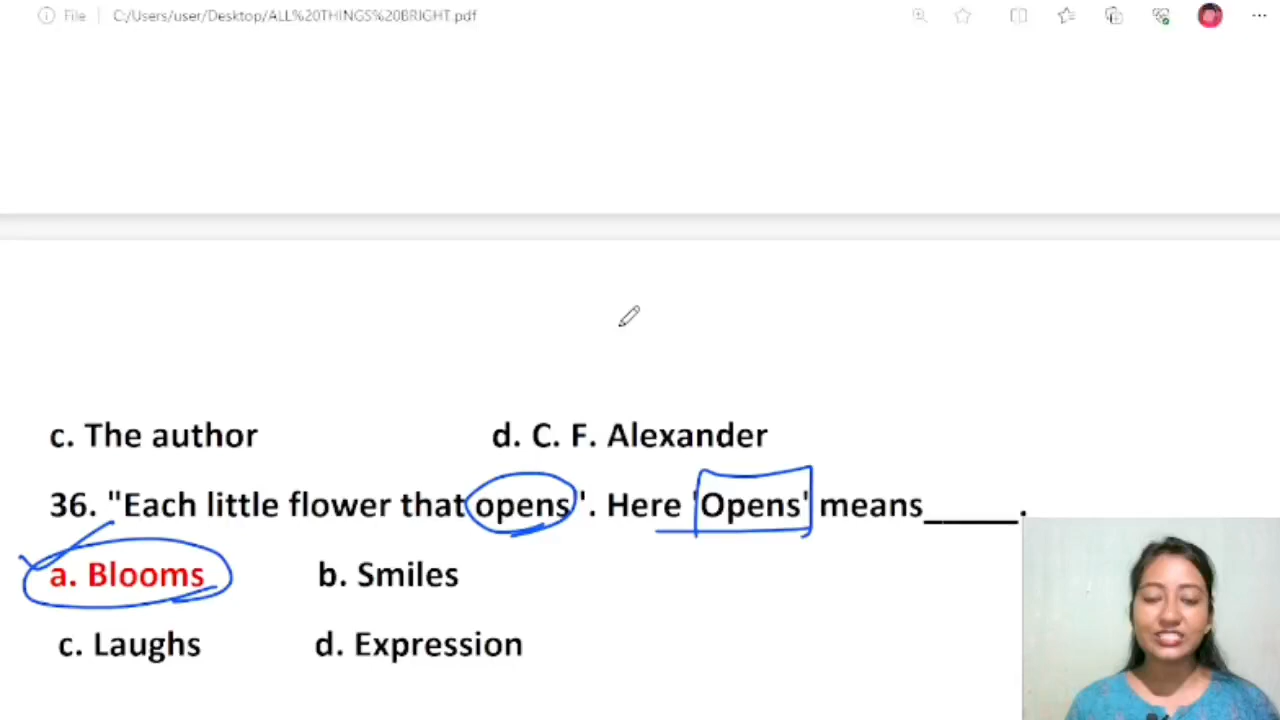 File
C:/Users/user/Desktop/ALL%20THINGS%20BRIGHT.pdf
c. The author d. C. F. Alexander
36. "Each little flower that opens'. Here 'Opens' means_____.
a. Blooms b. Smiles
c. Laughs d. Expression